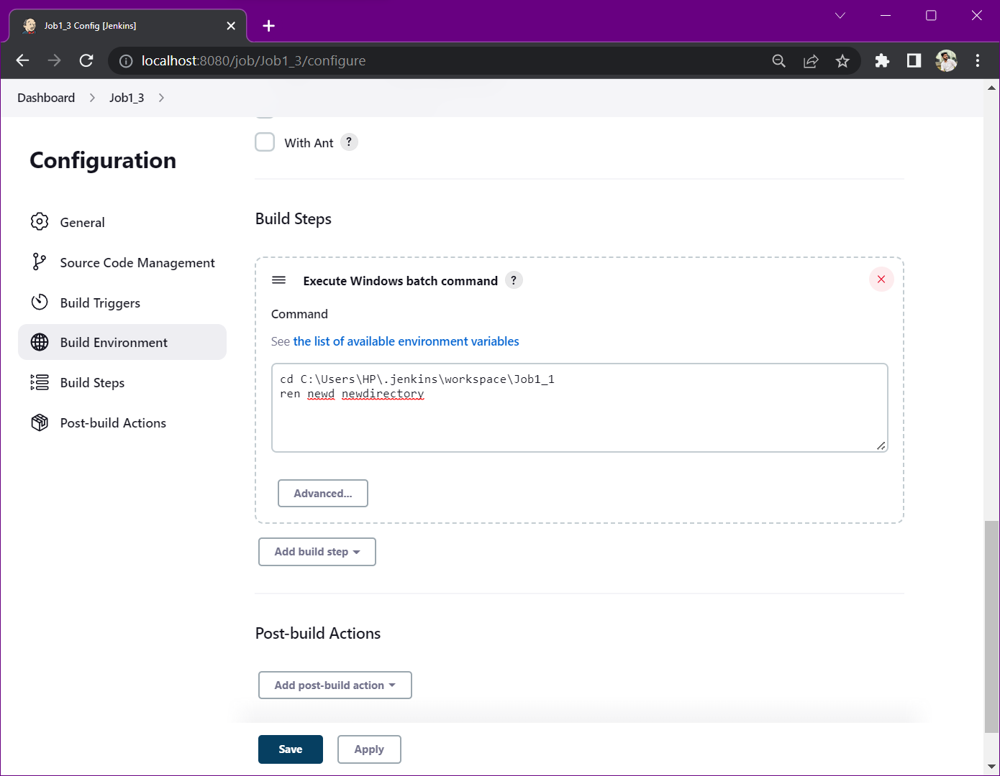 Job1_3 Config [Jenkins]
localhost:8080/job/Job1_3/configure
Dashboard
Job1_3
With Ant ?
Configuration
General
Source Code Management
Build Triggers
Build Environment
Build Steps
Post-build Actions
Build Steps
Execute Windows batch command ?
Command
See the list of available environment variables
cd C:\Users\HP\.jenkins\workspace\Job1_1
ren newd newdirectory
Advanced...
Add build step
Post-build Actions
Add post-build action
Save
Apply